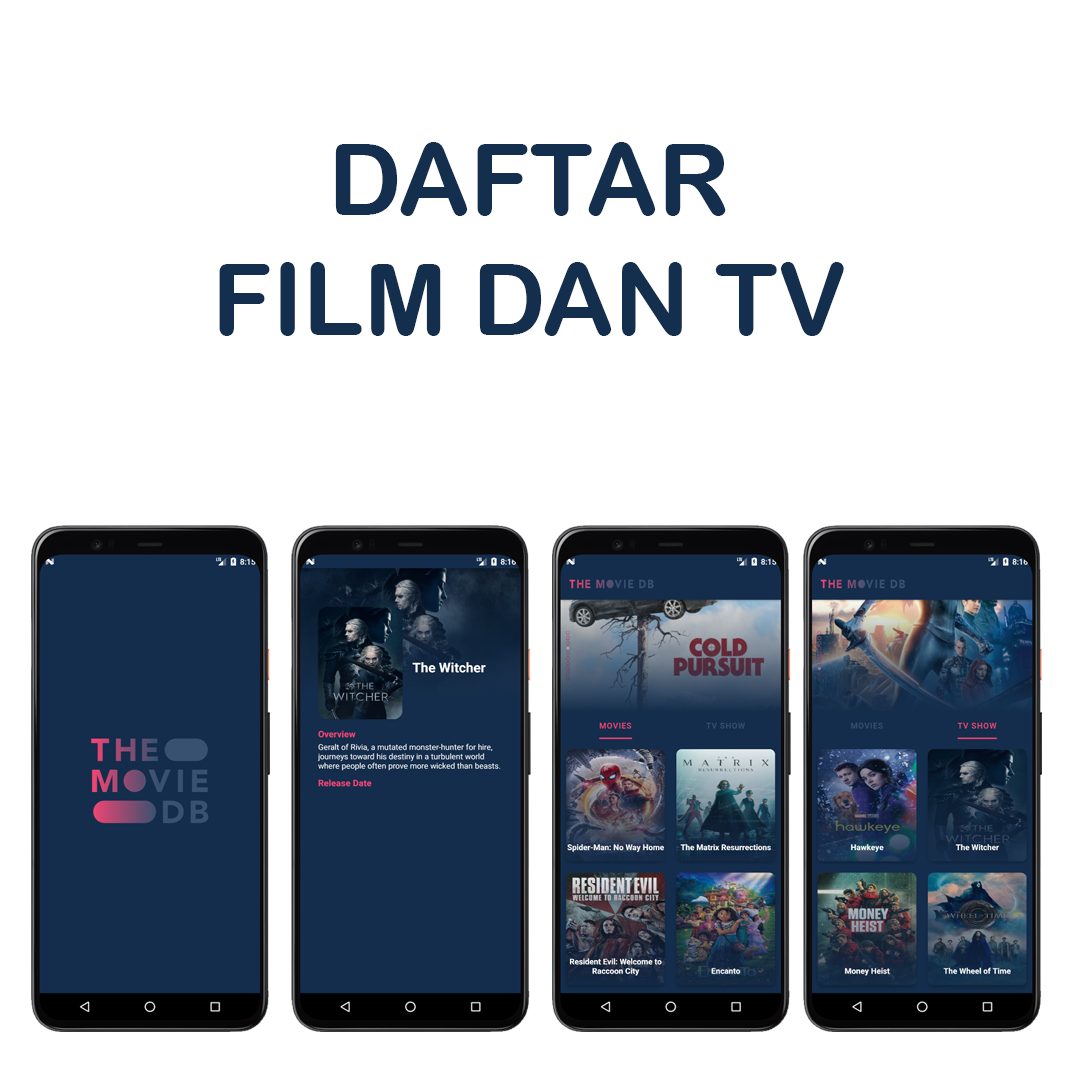 DAFTAR
FILM DAN TV
8:15
THE
MOVIE
DB
8:16
THE
WITCHER
The Witcher
Overview
Geralt of Rivia, a mutated monster-hunter for hire,
journeys toward his destiny in a turbulent world
where people often prove more wicked than beasts.
Release Date
8:15
THE MOVIE DB
COLD
PURSUIT
MOVIES
TV SHOW
Spider-Man: No Way Home
MATRIX
RESURRECTIONS
The Matrix Resurrections
RESIDENT EVIL
WELCOME TO RACCOON CITY
Resident Evil: Welcome to
Raccoon City
Encanto
8:16
THE MOVIE DB
MOVIES
TV SHOW
hawkeye
Hawkeye
THE
WITCHER
The Witcher
MONEY
HEIST
Money Heist
WHEEL OF TIME
The Wheel of Time